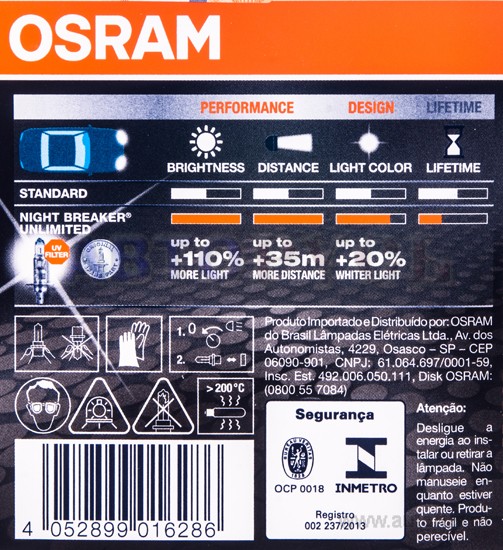 OSRAM
PERFORMANCE DESIGN LIFETIME
BRIGHTNESS DISTANCE LIGHT COLOR LIFETIME
STANDARD
NIGHT BREAKER®
UNLIMITED
up to up to up to
+110% +35m +20%
MORE LIGHT MORE DISTANCE WHITER LIGHT
UV
FILTER
1. O
2.
>200°C
Produto Importado e Distribuído por: OSRAM
do Brasil Lâmpadas Elétricas Ltda., Av. dos
Autonomistas, 4229, Osasco – SP – CEP
06090-901, CNPJ: 61.064.997/0001-59,
Insc. Est. 492.006.050.111, Disk OSRAM:
(0800 55 7084)
Segurança
BUREAU VERITAS
OCP 0018 INMETRO
Registro
002 237/2013
Atenção:
Desligue a
energia ao ins-
talar ou retirar a
lâmpada. Não
manuseie en-
quanto estiver
quente. Produ-
to frágil e não
perecível.
4 052899 016286